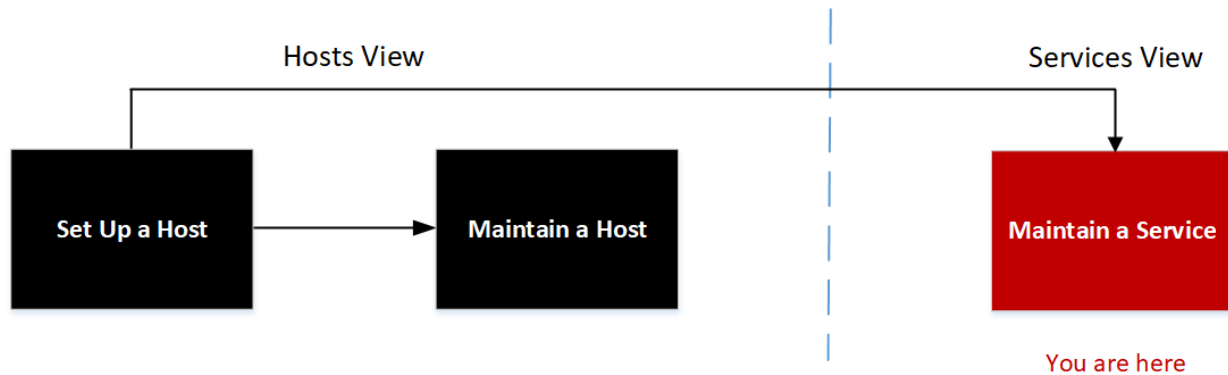 Hosts View
Services View
Set Up a Host
Maintain a Host
Maintain a Service
You are here